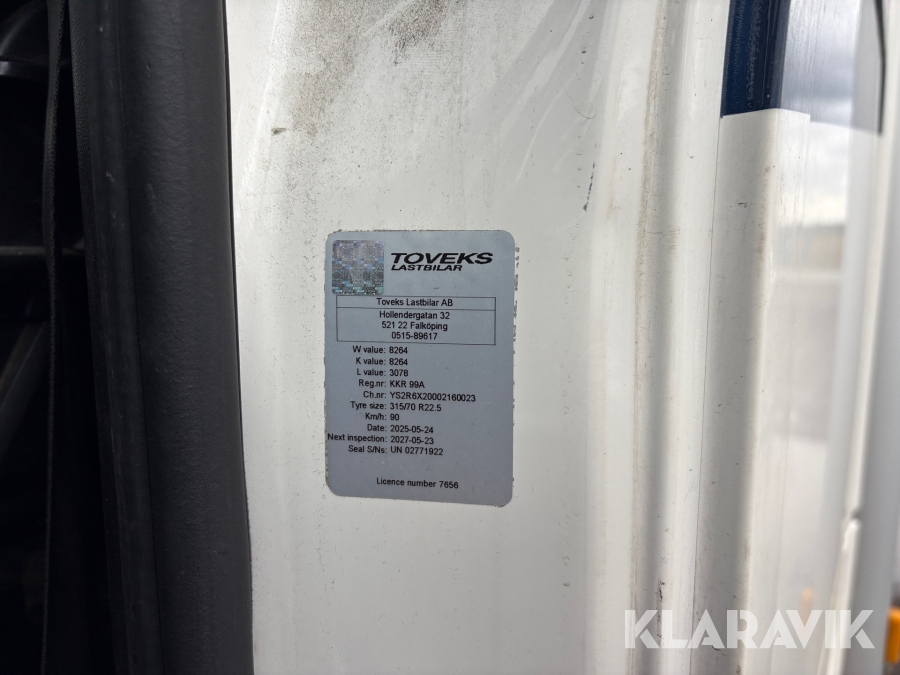 TOVEKS
LASTBILAR
Toveks Lastbilar AB
Hollendergatan 32
521 22 Falköping
0515-89617
W value: 8264
K value: 8264
L value: 3078
Reg.nr: KKR 99A
Ch.nr: YS2R6X20002160023
Tyre size: 315/70 R22.5
Km/h: 90
Date: 2025-05-24
Next inspection: 2027-05-23
Seal S/Ns: UN 02771922
Licence number 7656
KLARAVIK